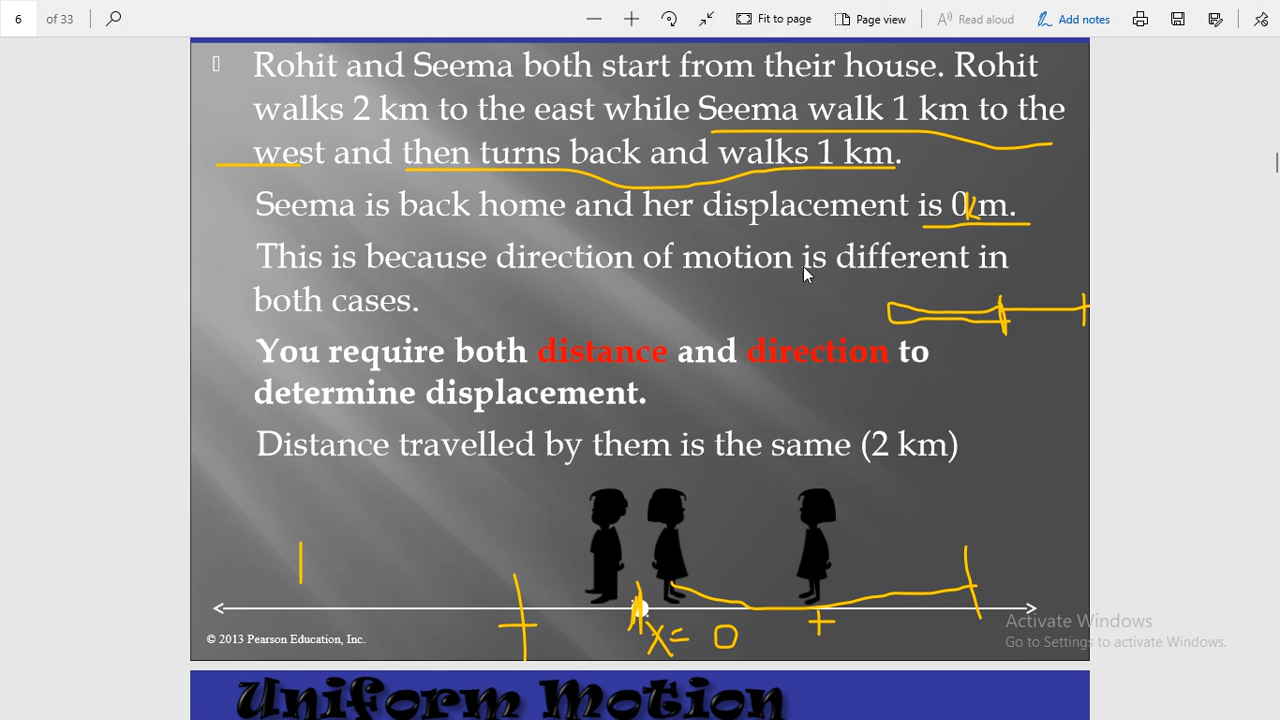 6 of 33 Fit to page Page view Read aloud Add notes
Rohit and Seema both start from their house. Rohit
walks 2 km to the east while Seema walk 1 km to the
west and then turns back and walks 1 km.
Seema is back home and her displacement is 0km.
This is because direction of motion is different in
both cases.
You require both distance and direction to
determine displacement.
Distance travelled by them is the same (2 km)
x= 0 +
Activate Windows
Go to Settings to activate Windows.
© 2013 Pearson Education, Inc.
Uniform Motion